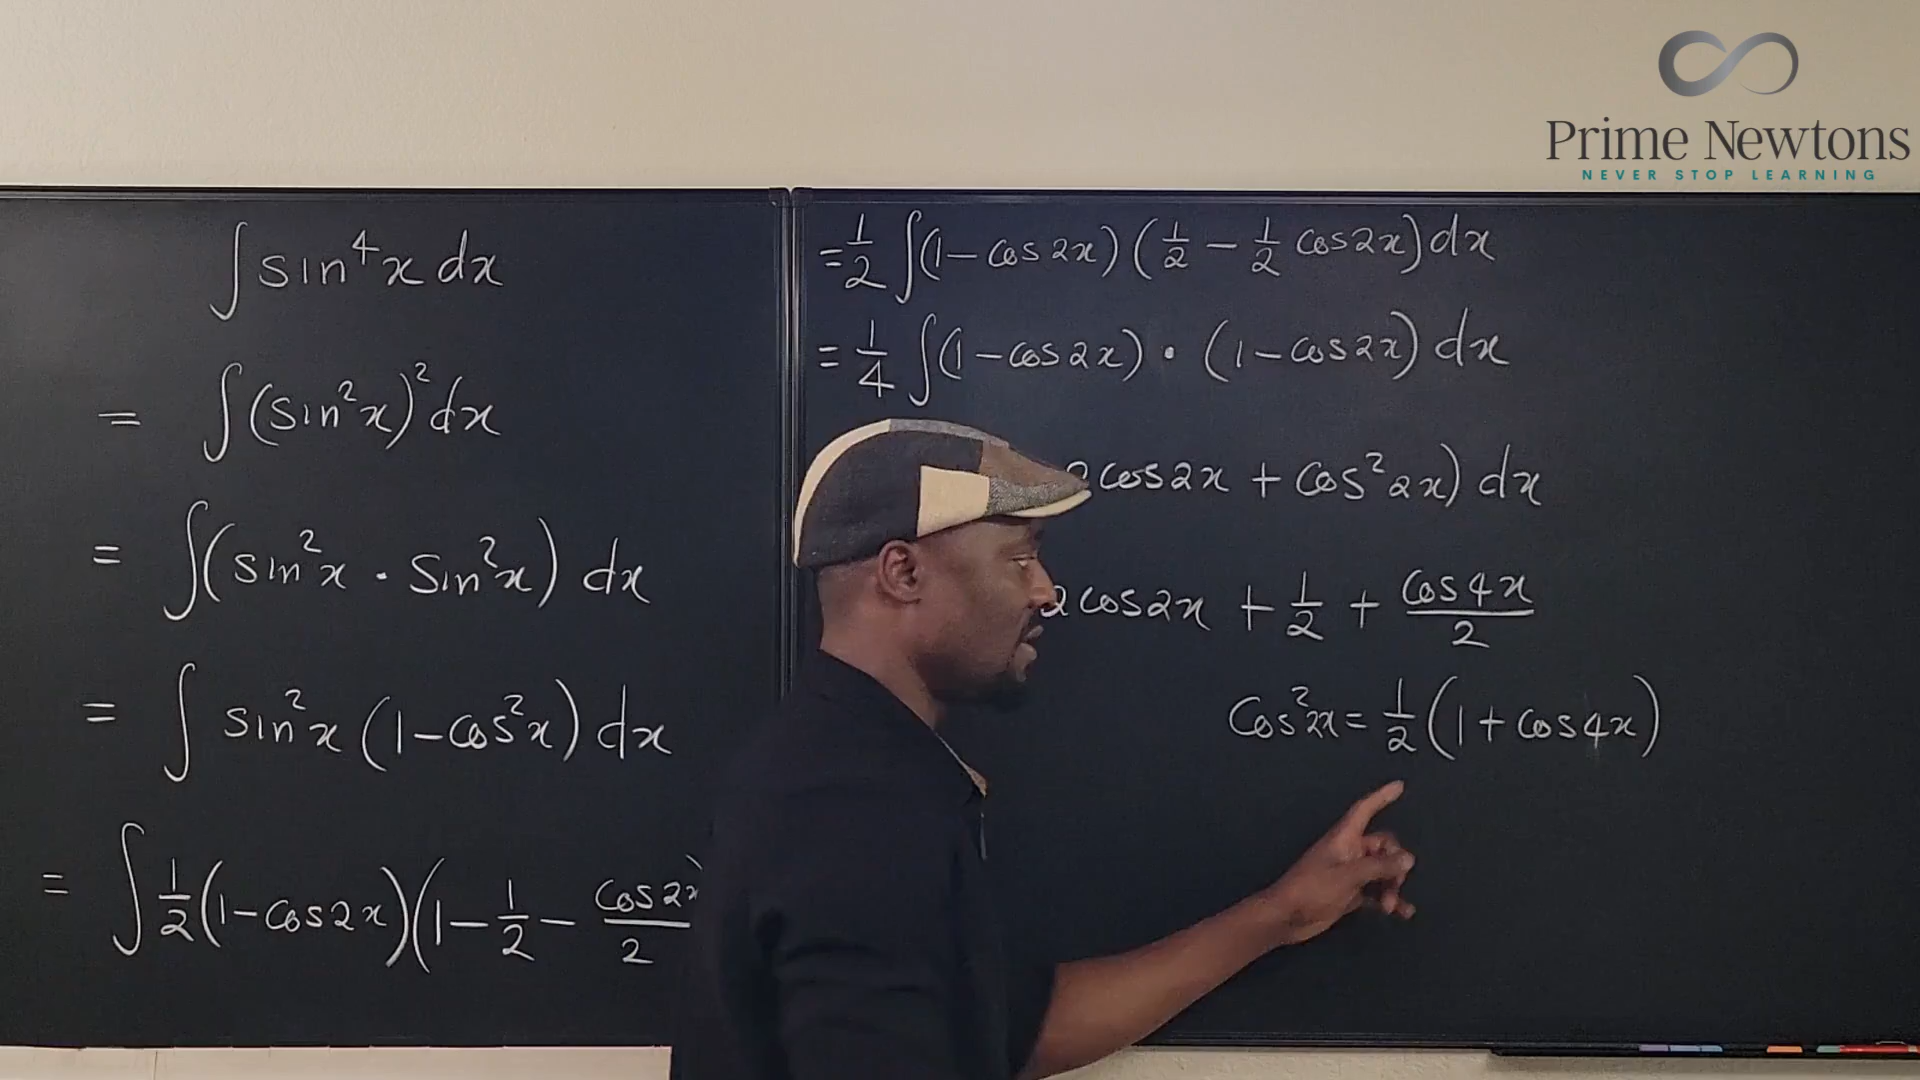 Prime Newtons
NEVER STOP LEARNING
∫ sin⁴x dx
= ∫ (sin²x)² dx
= ∫ (sin²x · sin²x) dx
= ∫ sin²x (1 - cos²x) dx
= ∫ 1/2 (1 - cos2x)(1 - 1/2 - cos2x/2
= 1/2 ∫ (1 - cos2x)(1/2 - 1/2 cos2x) dx
= 1/4 ∫ (1 - cos2x) · (1 - cos2x) dx
2cos2x + cos²2x) dx
2cos2x + 1/2 + cos4x/2
cos²2x = 1/2 (1 + cos4x)